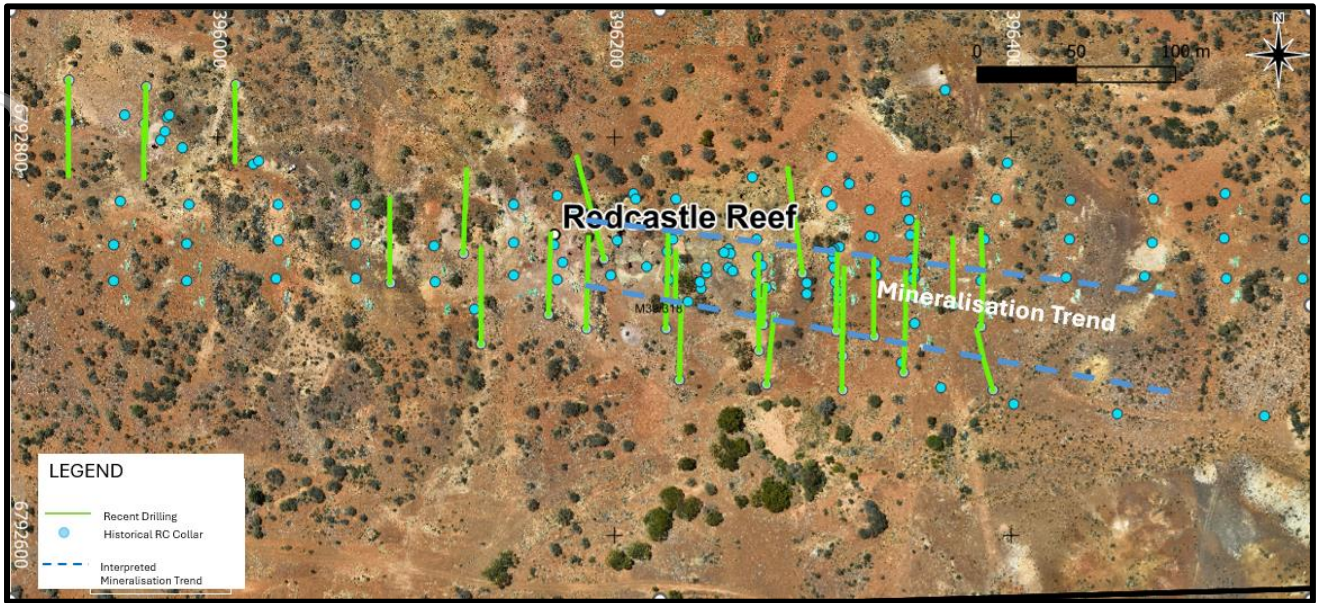 396000
396200
396400
N
0 50 100 m
6792800
Redcastle Reef
Mineralisation Trend
LEGEND
Recent Drilling
Historical RC Collar
Interpreted
Mineralisation Trend
6792600